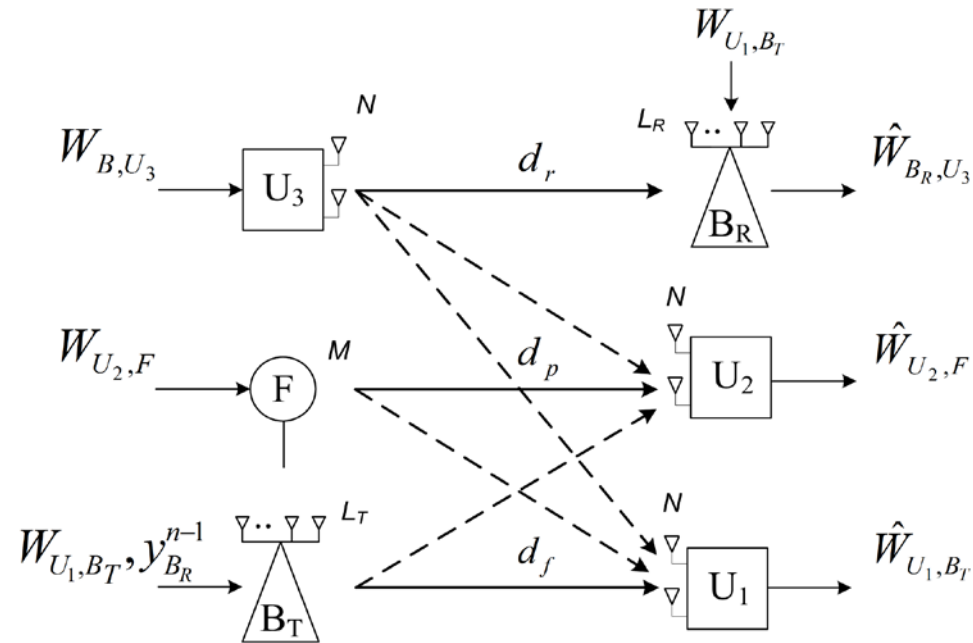 W_{U_1,B_T}
N
L_R
W_{B,U_3}
U_3
d_r
B_R
Ŵ_{B_R,U_3}
N
W_{U_2,F}
M
F
d_p
U_2
Ŵ_{U_2,F}
N
L_T
W_{U_1,B_T}, y_{B_R}^{n-1}
B_T
d_f
U_1
Ŵ_{U_1,B_T}